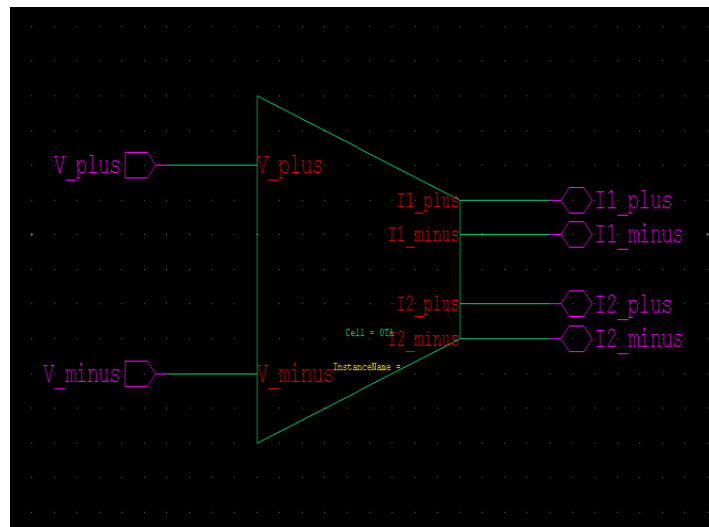 V_plus V_plus
I1_plus I1_plus
I1_minus I1_minus
I2_plus I2_plus
Cell = OTA
I2_minus I2_minus
InstanceName =
V_minus V_minus